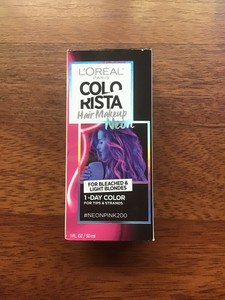 L'ORÉAL
PARIS
COLO
RISTA
Hair Makeup
Neon
FOR BLEACHED &
LIGHT BLONDES
1-DAY COLOR
FOR TIPS & STRANDS
#NEONPINK200
1 FL OZ / 30 ml